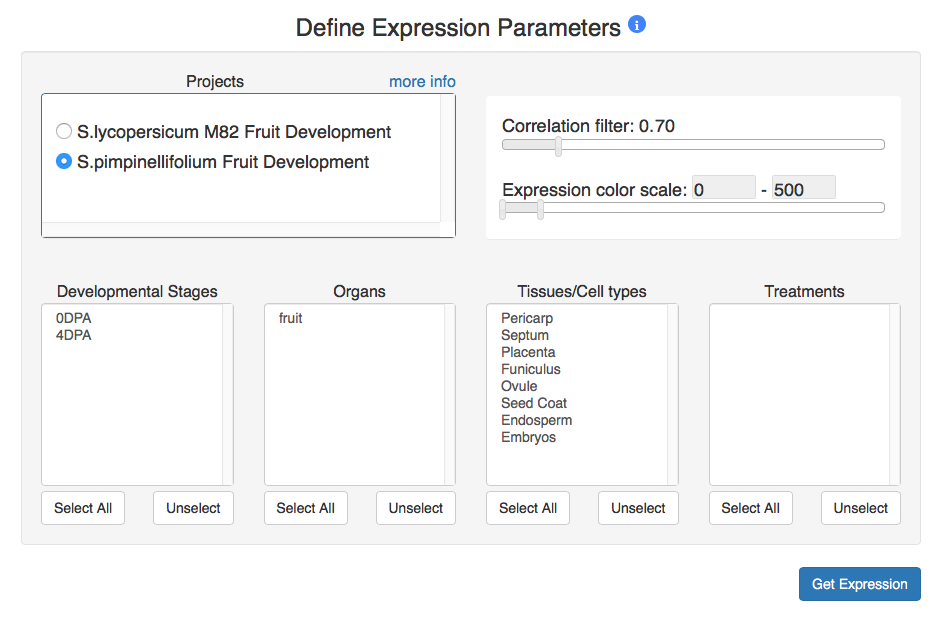 Define Expression Parameters
Projects more info
S.lycopersicum M82 Fruit Development
S.pimpinellifolium Fruit Development
Correlation filter: 0.70
Expression color scale: 0 - 500
Developmental Stages
0DPA
4DPA
Select All Unselect
Organs
fruit
Select All Unselect
Tissues/Cell types
Pericarp
Septum
Placenta
Funiculus
Ovule
Seed Coat
Endosperm
Embryos
Select All Unselect
Treatments
Select All Unselect
Get Expression